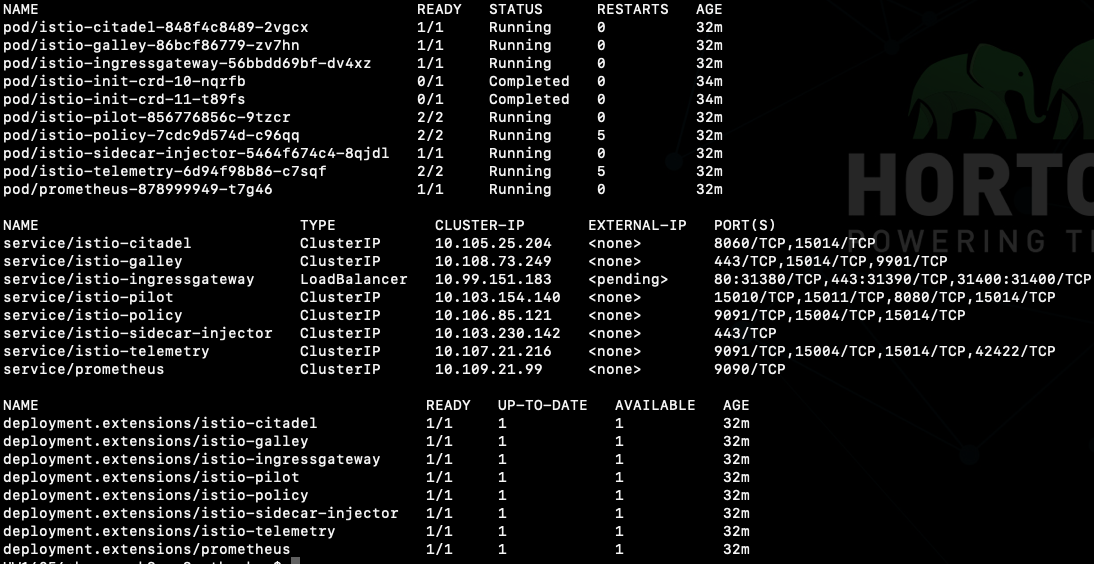 NAME READY STATUS RESTARTS AGE
pod/istio-citadel-848f4c8489-2vgcx 1/1 Running 0 32m
pod/istio-galley-86bcf86779-zv7hn 1/1 Running 0 32m
pod/istio-ingressgateway-56bbdd69bf-dv4xz 1/1 Running 0 32m
pod/istio-init-crd-10-nqrfb 0/1 Completed 0 34m
pod/istio-init-crd-11-t89fs 0/1 Completed 0 34m
pod/istio-pilot-856776856c-9tzcr 2/2 Running 0 32m
pod/istio-policy-7cdc9d574d-c96qq 2/2 Running 5 32m
pod/istio-sidecar-injector-5464f674c4-8qjdl 1/1 Running 0 32m
pod/istio-telemetry-6d94f98b86-c7sqf 2/2 Running 5 32m
pod/prometheus-878999949-t7g46 1/1 Running 0 32m
HORTO
POWERING T
NAME TYPE CLUSTER-IP EXTERNAL-IP PORT(S)
service/istio-citadel ClusterIP 10.105.25.204 <none> 8060/TCP,15014/TCP
service/istio-galley ClusterIP 10.108.73.249 <none> 443/TCP,15014/TCP,9901/TCP
service/istio-ingressgateway LoadBalancer 10.99.151.183 <pending> 80:31380/TCP,443:31390/TCP,31400:31400/TCP
service/istio-pilot ClusterIP 10.103.154.140 <none> 15010/TCP,15011/TCP,8080/TCP,15014/TCP
service/istio-policy ClusterIP 10.106.85.121 <none> 9091/TCP,15004/TCP,15014/TCP
service/istio-sidecar-injector ClusterIP 10.103.230.142 <none> 443/TCP
service/istio-telemetry ClusterIP 10.107.21.216 <none> 9091/TCP,15004/TCP,15014/TCP,42422/TCP
service/prometheus ClusterIP 10.109.21.99 <none> 9090/TCP
NAME READY UP-TO-DATE AVAILABLE AGE
deployment.extensions/istio-citadel 1/1 1 1 32m
deployment.extensions/istio-galley 1/1 1 1 32m
deployment.extensions/istio-ingressgateway 1/1 1 1 32m
deployment.extensions/istio-pilot 1/1 1 1 32m
deployment.extensions/istio-policy 1/1 1 1 32m
deployment.extensions/istio-sidecar-injector 1/1 1 1 32m
deployment.extensions/istio-telemetry 1/1 1 1 32m
deployment.extensions/prometheus 1/1 1 1 32m